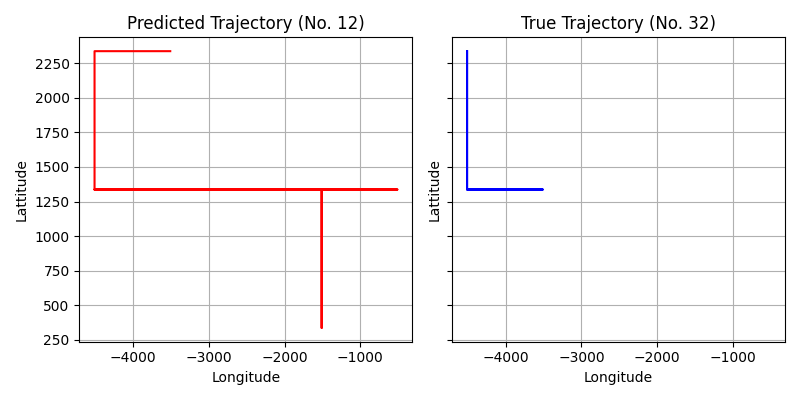 Predicted Trajectory (No. 12)
True Trajectory (No. 32)
Lattitude
2250
2000
1750
1500
1250
1000
750
500
250
−4000
−3000
−2000
−1000
Longitude
Lattitude
−4000
−3000
−2000
−1000
Longitude